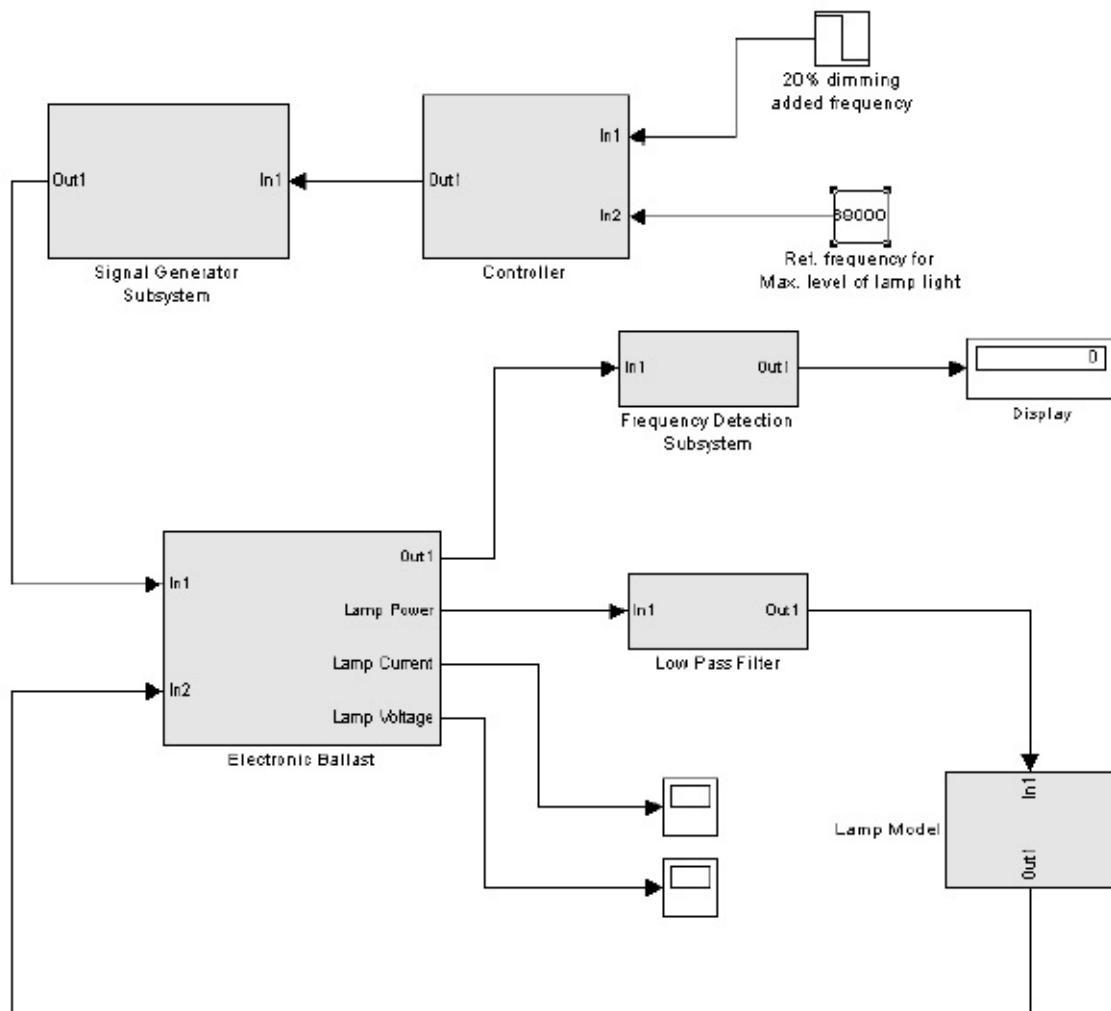 20% dimming
added frequency
In1
Out1
In1
Out1
In2
Signal Generator
Subsystem
Controller
Ref. frequency for
Max. level of lamp light
In1
Out1
0
Frequency Detection
Subsystem
Display
In1
In2
Out1
Lamp Power
Lamp Current
Lamp Voltage
Electronic Ballast
In1
Out1
Low Pass Filter
In1
Out1
Lamp Model